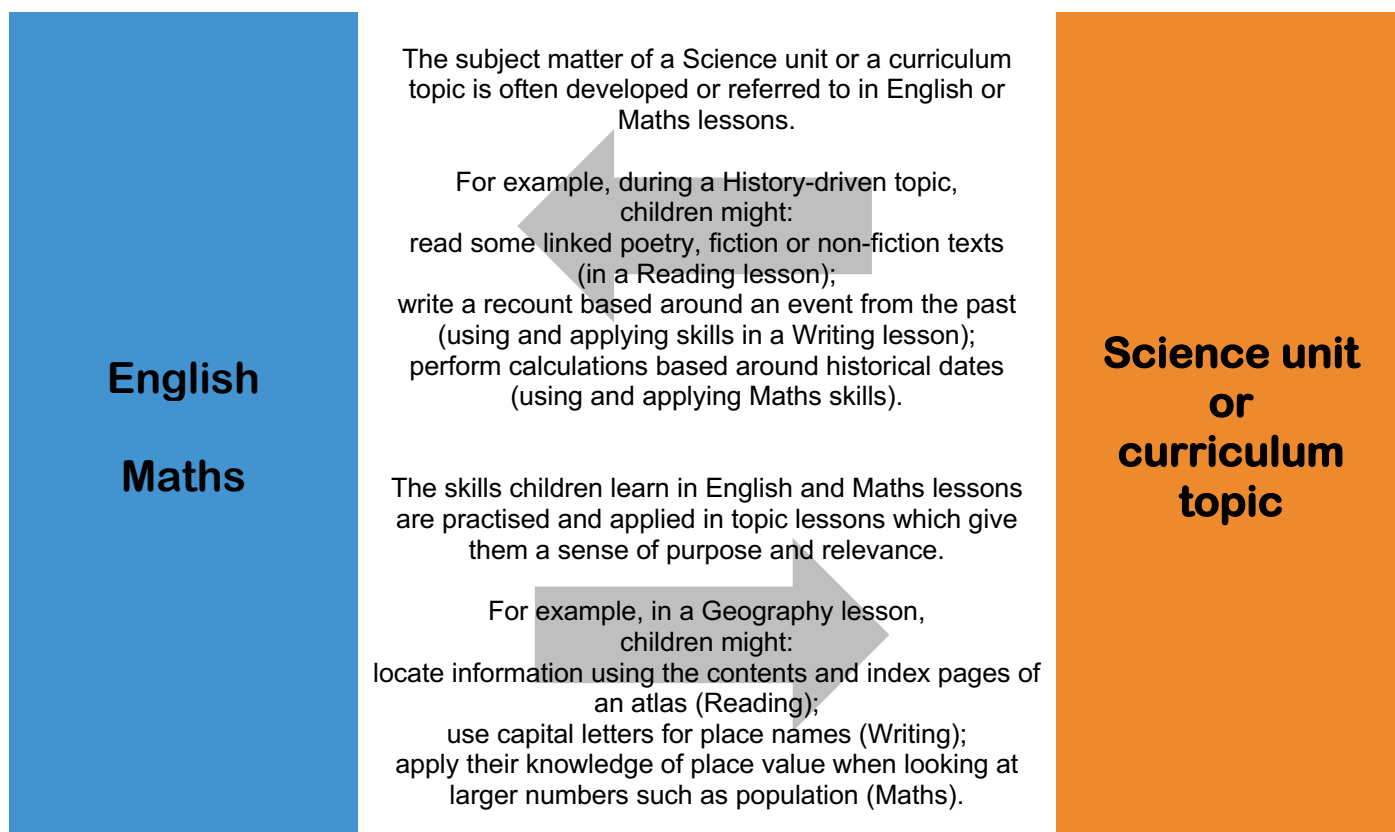 English
Maths
The subject matter of a Science unit or a curriculum
topic is often developed or referred to in English or
Maths lessons.
For example, during a History-driven topic,
children might:
read some linked poetry, fiction or non-fiction texts
(in a Reading lesson);
write a recount based around an event from the past
(using and applying skills in a Writing lesson);
perform calculations based around historical dates
(using and applying Maths skills).
The skills children learn in English and Maths lessons
are practised and applied in topic lessons which give
them a sense of purpose and relevance.
For example, in a Geography lesson,
children might:
locate information using the contents and index pages of
an atlas (Reading);
use capital letters for place names (Writing);
apply their knowledge of place value when looking at
larger numbers such as population (Maths).
Science unit
or
curriculum
topic